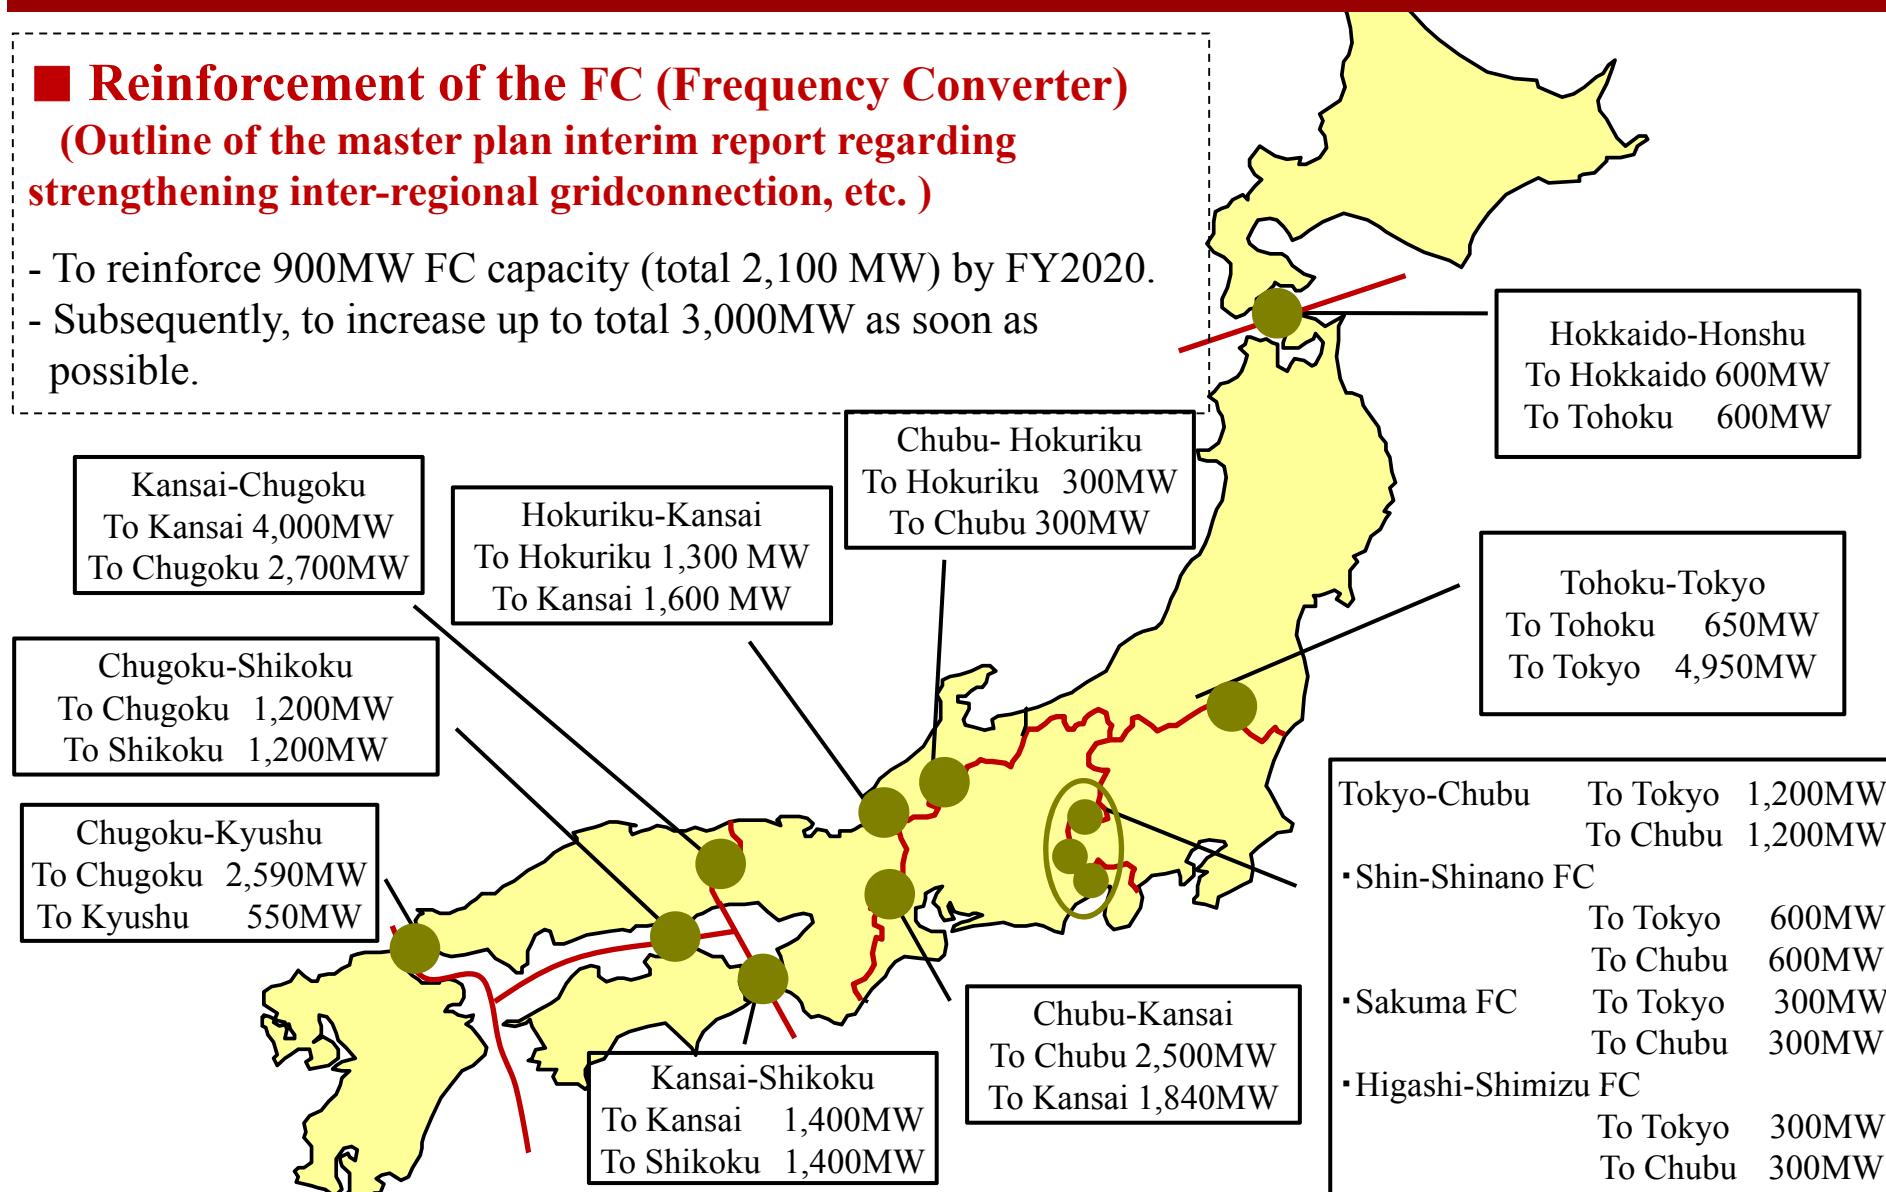 ■ Reinforcement of the FC (Frequency Converter)
(Outline of the master plan interim report regarding
strengthening inter-regional gridconnection, etc. )
- To reinforce 900MW FC capacity (total 2,100 MW) by FY2020.
- Subsequently, to increase up to total 3,000MW as soon as
possible.
Hokkaido-Honshu
To Hokkaido 600MW
To Tohoku 600MW
Chubu- Hokuriku
To Hokuriku 300MW
To Chubu 300MW
Kansai-Chugoku
To Kansai 4,000MW
To Chugoku 2,700MW
Hokuriku-Kansai
To Hokuriku 1,300 MW
To Kansai 1,600 MW
Tohoku-Tokyo
To Tohoku 650MW
To Tokyo 4,950MW
Chugoku-Shikoku
To Chugoku 1,200MW
To Shikoku 1,200MW
Chugoku-Kyushu
To Chugoku 2,590MW
To Kyushu 550MW
Tokyo-Chubu To Tokyo 1,200MW
To Chubu 1,200MW
・Shin-Shinano FC
To Tokyo 600MW
To Chubu 600MW
・Sakuma FC To Tokyo 300MW
To Chubu 300MW
・Higashi-Shimizu FC
To Tokyo 300MW
To Chubu 300MW
Chubu-Kansai
To Chubu 2,500MW
To Kansai 1,840MW
Kansai-Shikoku
To Kansai 1,400MW
To Shikoku 1,400MW